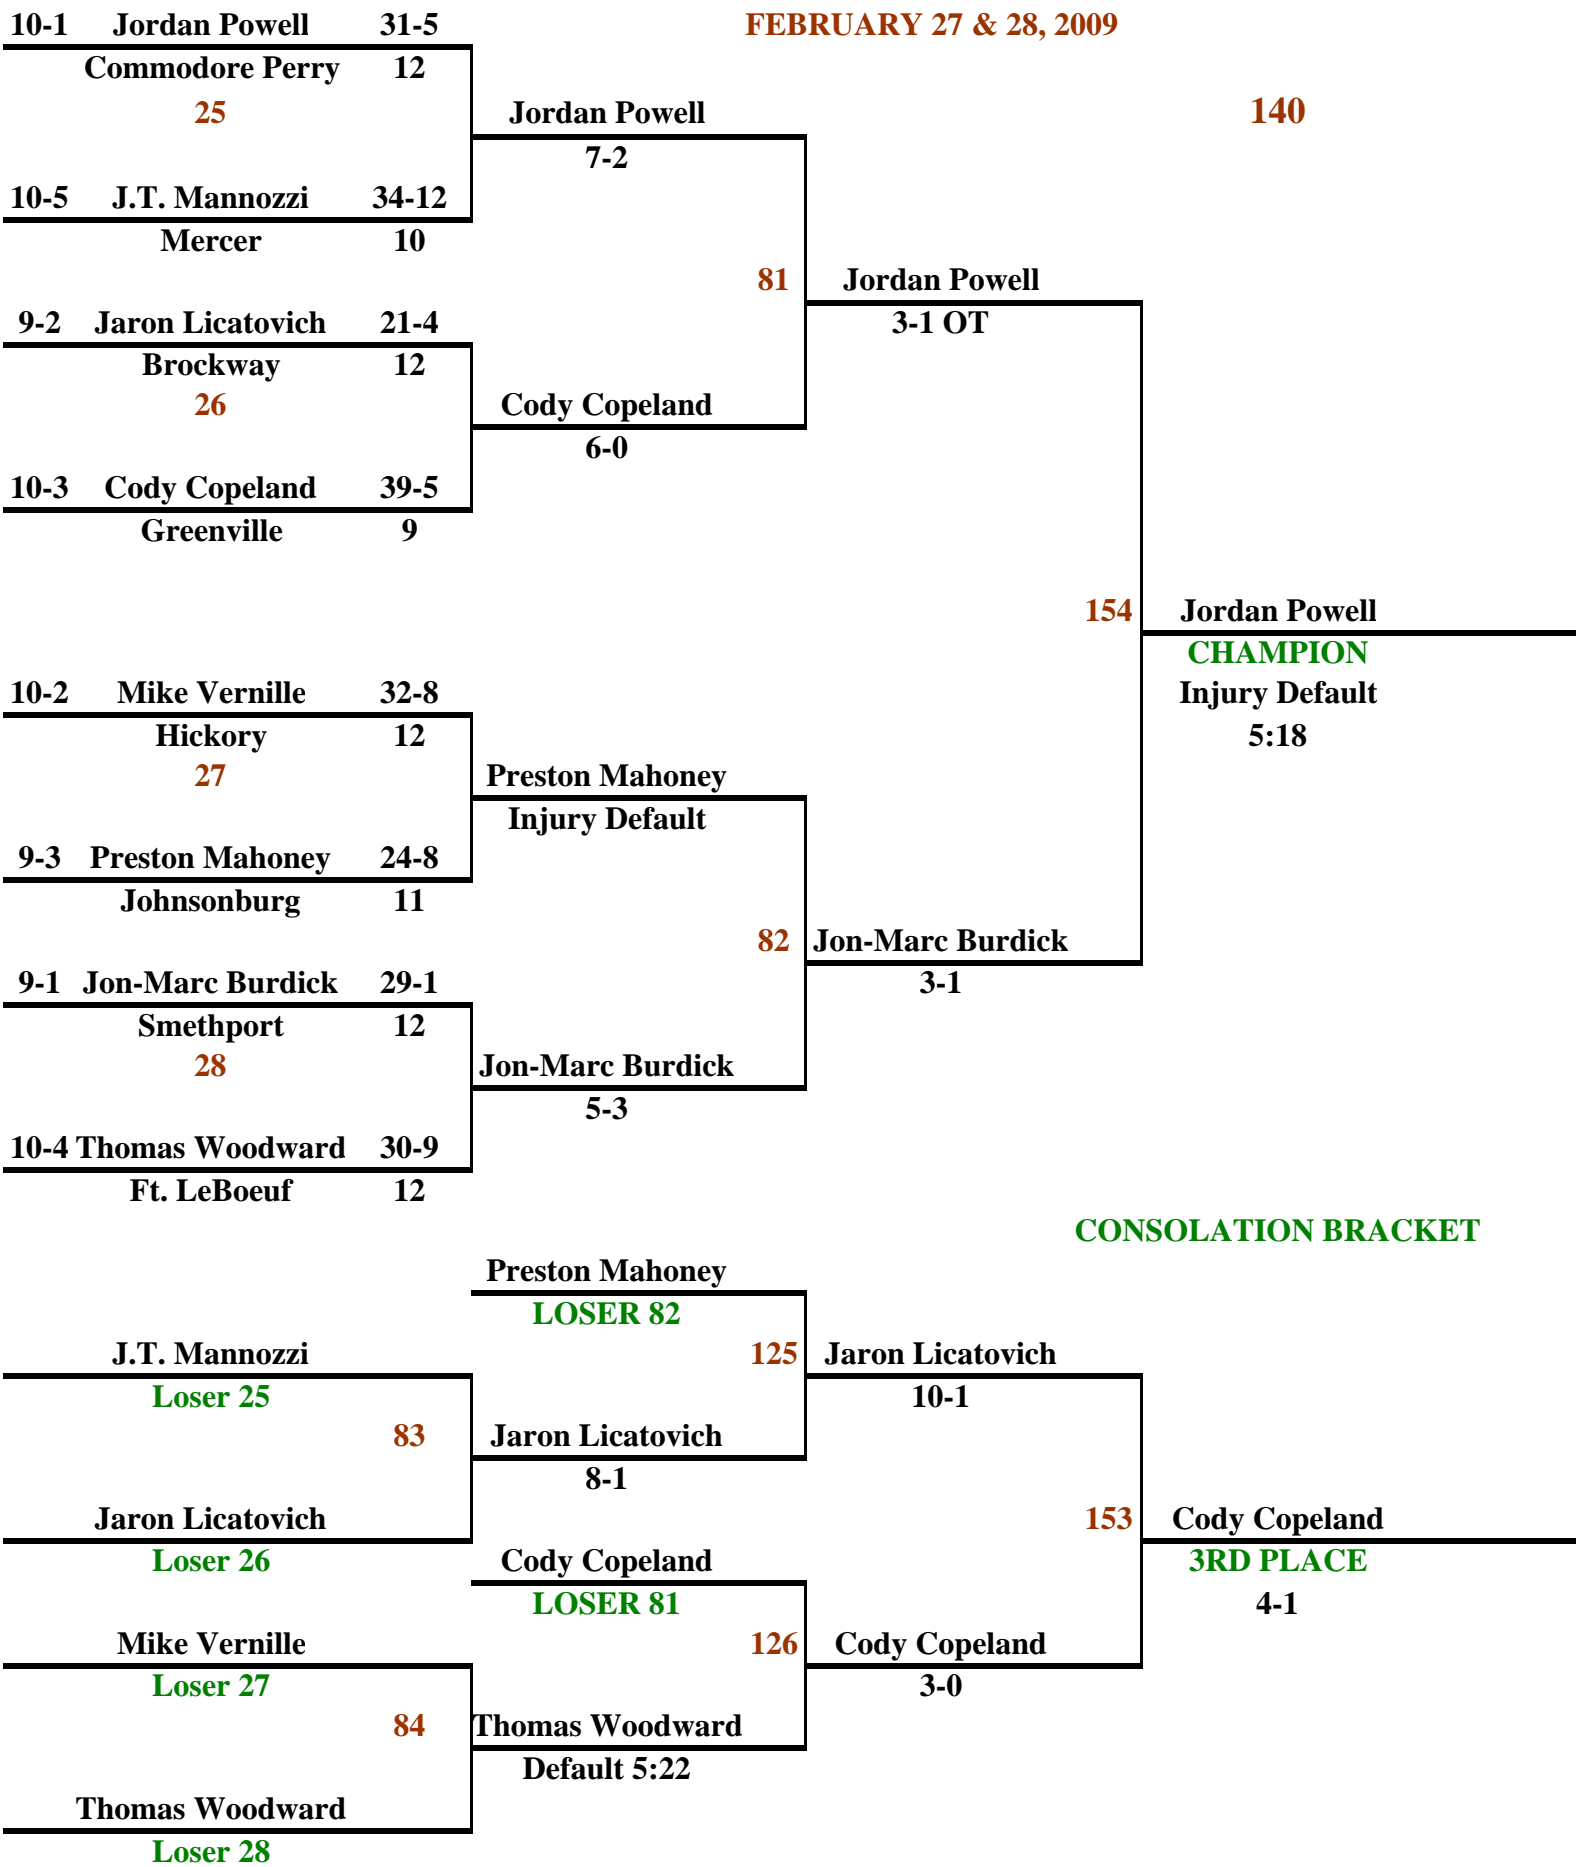 10-1 Jordan Powell 31-5 FEBRUARY 27 & 28, 2009
Commodore Perry 12
25 Jordan Powell 140
7-2
10-5 J.T. Mannozzi 34-12
Mercer 10
81 Jordan Powell
9-2 Jaron Licatovich 21-4 3-1 OT
Brockway 12
26 Cody Copeland
6-0
10-3 Cody Copeland 39-5
Greenville 9
154 Jordan Powell
CHAMPION
10-2 Mike Vernille 32-8 Injury Default
Hickory 12 5:18
27 Preston Mahoney
Injury Default
9-3 Preston Mahoney 24-8
Johnsonburg 11
82 Jon-Marc Burdick
9-1 Jon-Marc Burdick 29-1 3-1
Smethport 12
28 Jon-Marc Burdick
5-3
10-4 Thomas Woodward 30-9
Ft. LeBoeuf 12
CONSOLATION BRACKET
Preston Mahoney
LOSER 82
J.T. Mannozzi 125 Jaron Licatovich
Loser 25 10-1
83 Jaron Licatovich
8-1
Jaron Licatovich 153 Cody Copeland
Loser 26 Cody Copeland 3RD PLACE
LOSER 81 4-1
Mike Vernille 126 Cody Copeland
Loser 27 3-0
84 Thomas Woodward
Default 5:22
Thomas Woodward
Loser 28